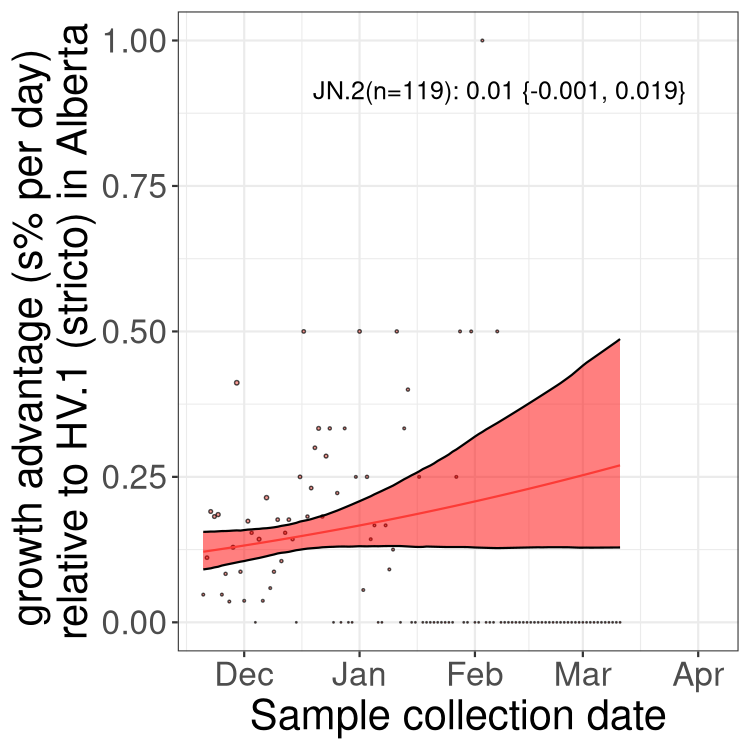 growth advantage (s% per day)
relative to HV.1 (stricto) in Alberta
1.00
0.75
0.50
0.25
0.00
JN.2(n=119): 0.01 {-0.001, 0.019}
Dec
Jan
Feb
Mar
Apr
Sample collection date